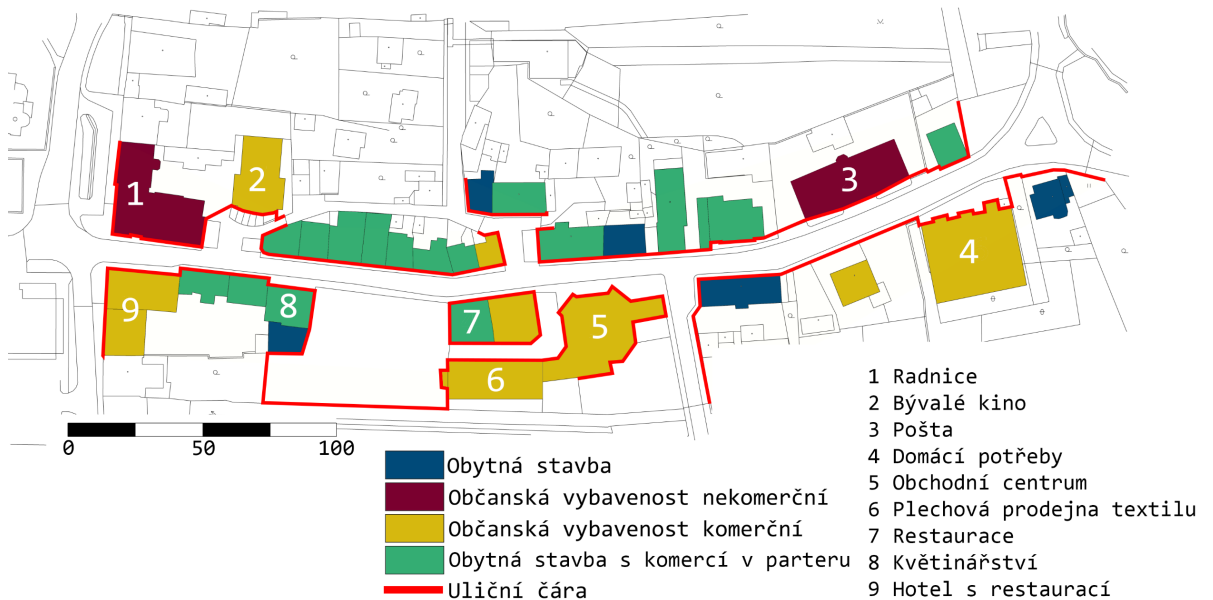 1
2
3
4
5
6
7
8
9
0
50
100
Obytná stavba
Občanská vybavenost nekomerční
Občanská vybavenost komerční
Obytná stavba s komercí v parteru
Uliční čára
1 Radnice
2 Bývalé kino
3 Pošta
4 Domácí potřeby
5 Obchodní centrum
6 Plechová prodejna textilu
7 Restaurace
8 Květinářství
9 Hotel s restaurací